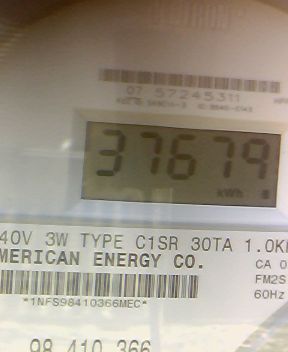 07 57245311
37679
kWh
40V 3W TYPE C1SR 30TA 1.0K
MERICAN ENERGY CO.
CA 0
*1NFS98410366MEC*
FM2S
60Hz
98 410 366